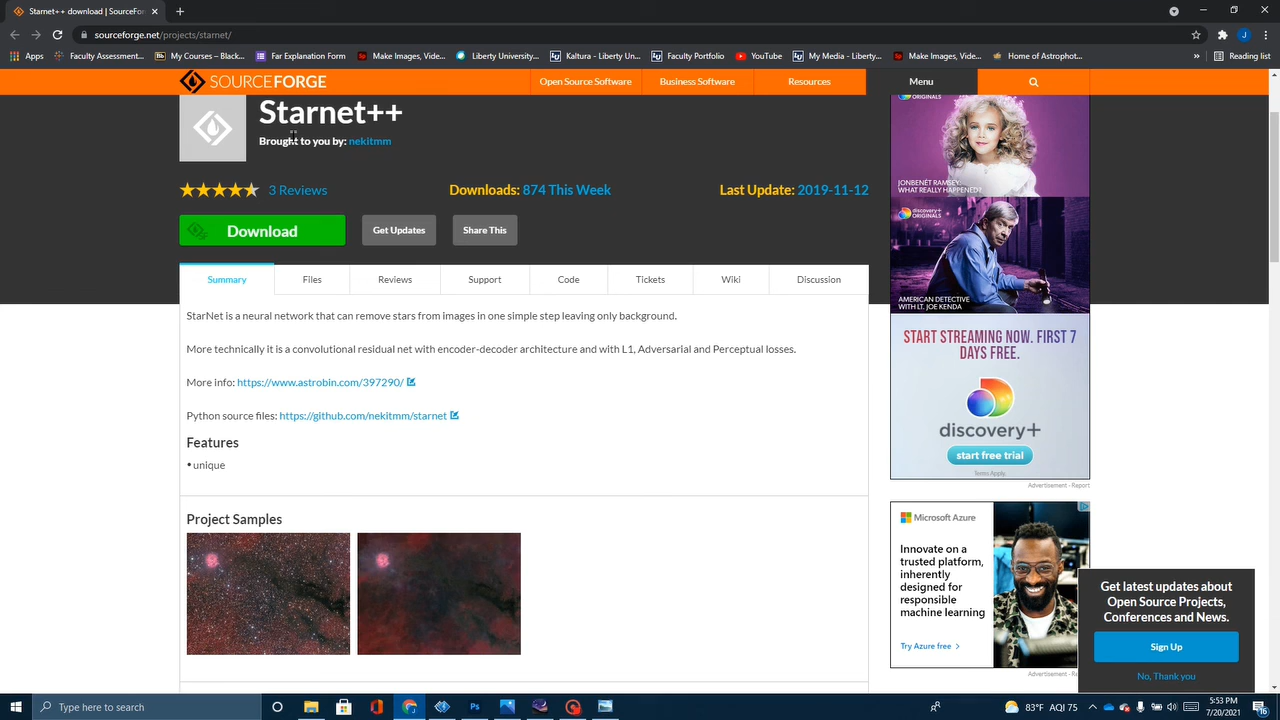 Starnet++ download | SourceForge
sourceforge.net/projects/starnet/
Apps
Faculty Assessment...
My Courses – Black...
Far Explanation Form
Make Images, Vide...
Liberty University...
Kaltura - Liberty Un...
Faculty Portfolio
YouTube
My Media - Liberty...
Make Images, Vide...
Home of Astrophot...
»
Reading list
SOURCEFORGE
Open Source Software
Business Software
Resources
Menu
Starnet++
Brought to you by: nekitmm
3 Reviews
Downloads: 874 This Week
Last Update: 2019-11-12
Download
Get Updates
Share This
Summary
Files
Reviews
Support
Code
Tickets
Wiki
Discussion
StarNet is a neural network that can remove stars from images in one simple step leaving only background.
More technically it is a convolutional residual net with encoder-decoder architecture and with L1, Adversarial and Perceptual losses.
More info: https://www.astrobin.com/397290/
Python source files: https://github.com/nekitmm/starnet
Features
• unique
Project Samples
ORIGINALS
JONBENÉT RAMSEY:
WHAT REALLY HAPPENED?
discovery+
ORIGINALS
AMERICAN DETECTIVE
WITH LT. JOE KENDA
START STREAMING NOW. FIRST 7
DAYS FREE.
discovery+
start free trial
Terms Apply.
Advertisement - Report
Microsoft Azure
Innovate on a
trusted platform,
inherently
designed for
responsible
machine learning
Try Azure free >
Advertisement - Re
Get latest updates about
Open Source Projects,
Conferences and News.
Sign Up
No, Thank you
Type here to search
83°F AQI 75
5:53 PM
7/20/2021
16